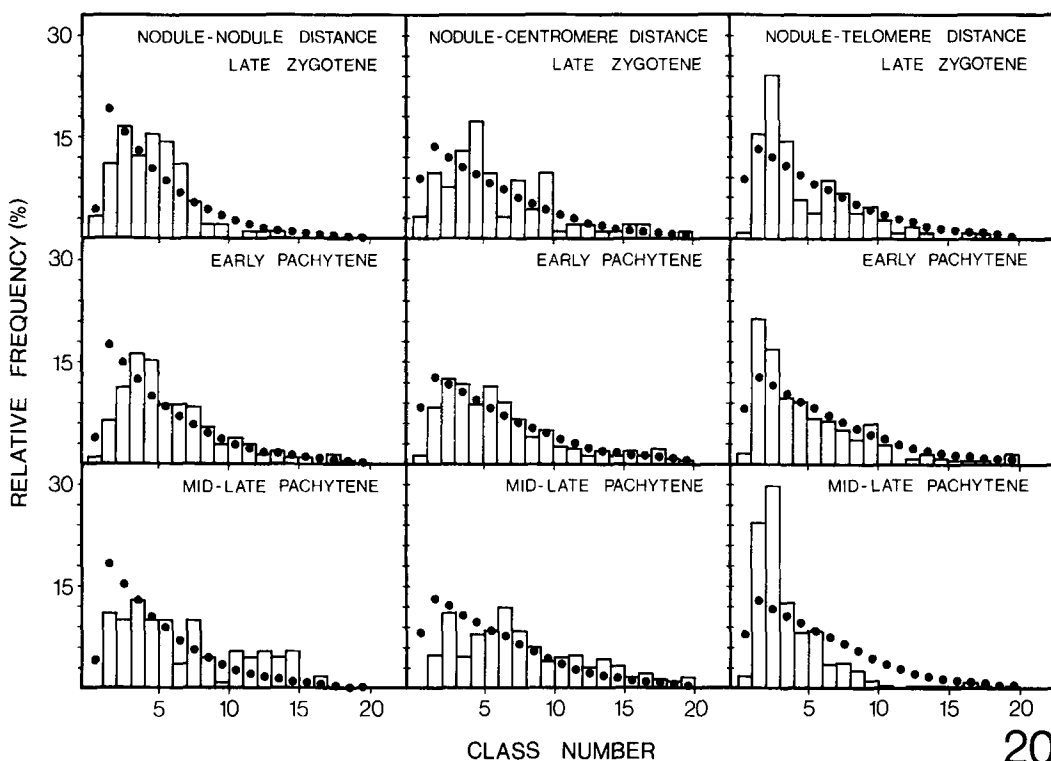 NODULE-NODULE DISTANCE
LATE ZYGOTENE
NODULE-CENTROMERE DISTANCE
LATE ZYGOTENE
NODULE-TELOMERE DISTANCE
LATE ZYGOTENE
30
15
EARLY PACHYTENE
EARLY PACHYTENE
EARLY PACHYTENE
30
15
MID-LATE PACHYTENE
MID-LATE PACHYTENE
MID-LATE PACHYTENE
30
15
RELATIVE FREQUENCY (%)
5 10 15 20
5 10 15 20
5 10 15 20
CLASS NUMBER
20